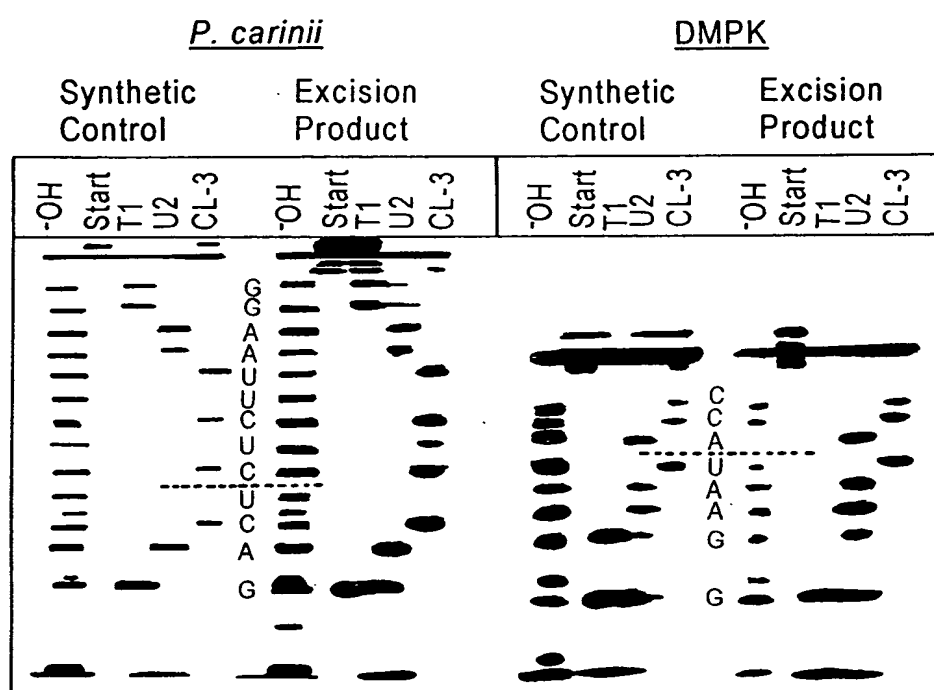 P. carinii
DMPK
Synthetic Control
Excision Product
Synthetic Control
Excision Product
-OH Start T1 U2 CL-3
-OH Start T1 U2 CL-3
-OH Start T1 U2 CL-3
-OH Start T1 U2 CL-3
G
G
A
A
U
U
C
U
C
U
C
A
G
C
C
A
U
A
A
G
G